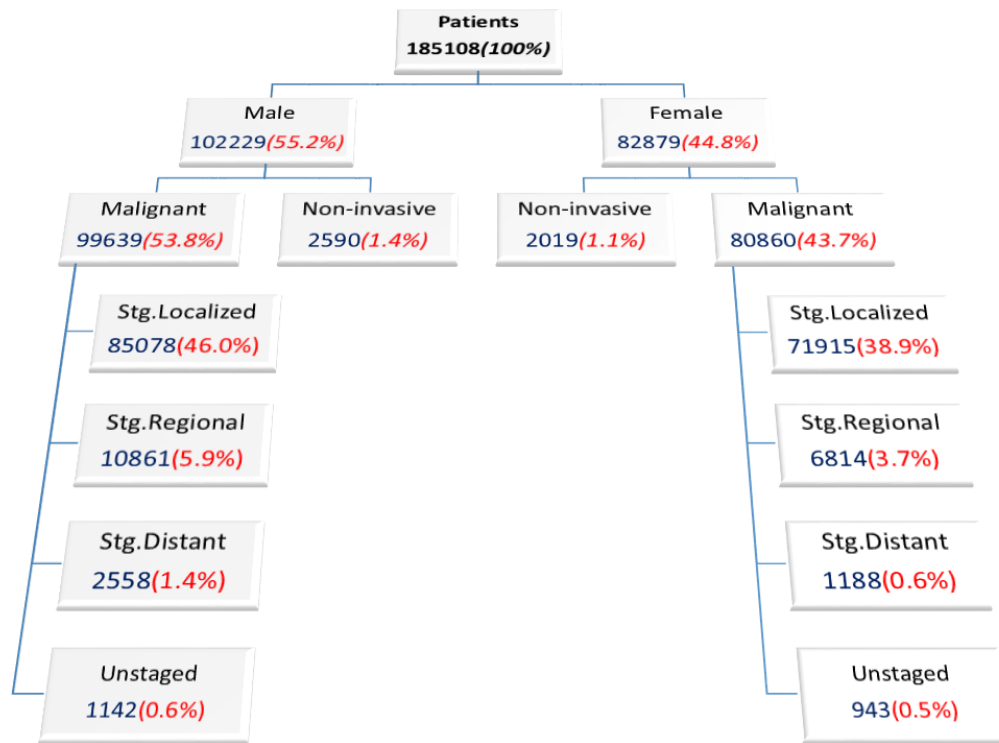 Patients
185108(100%)
Male
102229(55.2%)
Female
82879(44.8%)
Malignant
99639(53.8%)
Non-invasive
2590(1.4%)
Non-invasive
2019(1.1%)
Malignant
80860(43.7%)
Stg.Localized
85078(46.0%)
Stg.Localized
71915(38.9%)
Stg.Regional
10861(5.9%)
Stg.Regional
6814(3.7%)
Stg.Distant
2558(1.4%)
Stg.Distant
1188(0.6%)
Unstaged
1142(0.6%)
Unstaged
943(0.5%)